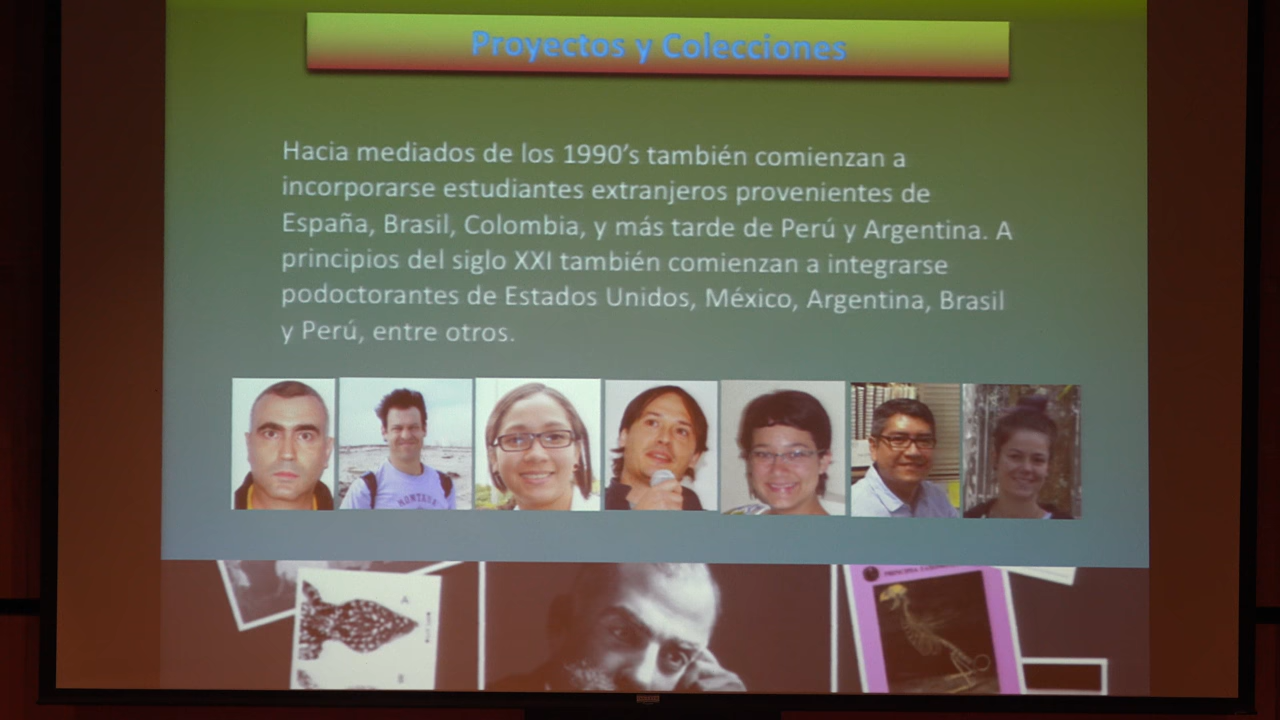 Proyectos y Colecciones
Hacia mediados de los 1990's también comienzan a
incorporarse estudiantes extranjeros provenientes de
España, Brasil, Colombia, y más tarde de Perú y Argentina. A
principios del siglo XXI también comienzan a integrarse
podoctorantes de Estados Unidos, México, Argentina, Brasil
y Perú, entre otros.
MONTANA
A
B